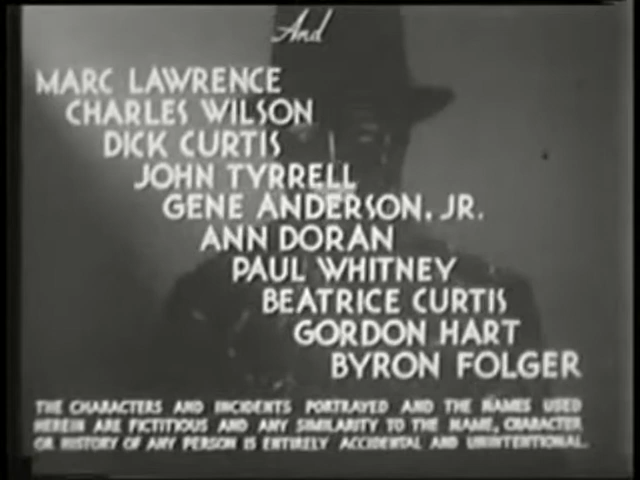 And
MARC LAWRENCE
CHARLES WILSON
DICK CURTIS
JOHN TYRRELL
GENE ANDERSON, JR.
ANN DORAN
PAUL WHITNEY
BEATRICE CURTIS
GORDON HART
BYRON FOLGER
THE CHARACTERS AND INCIDENTS PORTRAYED AND THE NAMES USED
HEREIN ARE FICTITIOUS AND ANY SIMILARITY TO THE NAME, CHARACTER
OR HISTORY OF ANY PERSON IS ENTIRELY ACCIDENTAL AND UNINTENTIONAL.